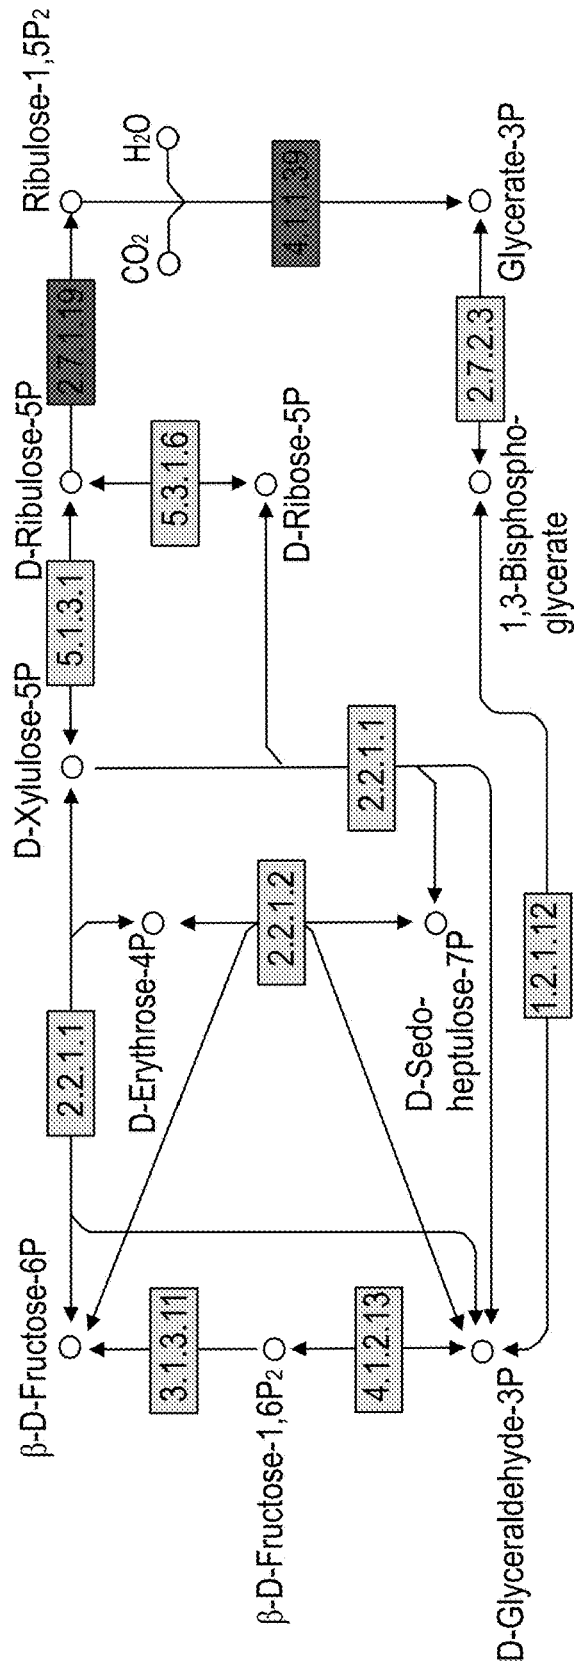 β-D-Fructose-6P
2.2.1.1
D-Xylulose-5P
5.1.3.1
D-Ribulose-5P
2.7.1.19
Ribulose-1,5P₂
D-Erythrose-4P
3.1.3.11
CO₂
H₂O
5.3.1.6
2.2.1.2
β-D-Fructose-1,6P₂
D-Ribose-5P
4.1.1.39
2.2.1.1
4.1.2.13
D-Sedo-
heptulose-7P
D-Glyceraldehyde-3P
2.7.2.3
Glycerate-3P
1,3-Bisphospho-
glycerate
1.2.1.12